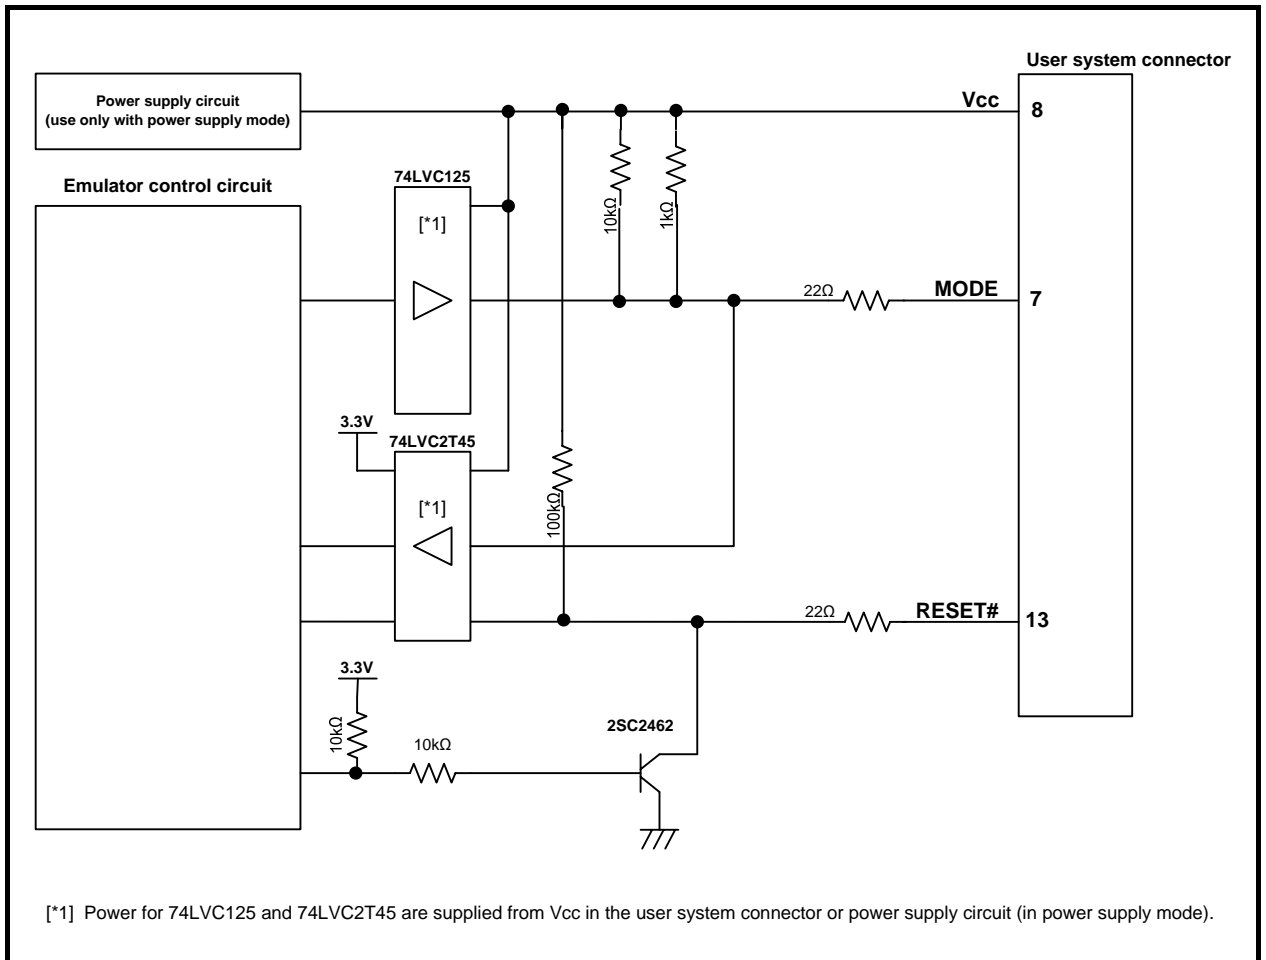 User system connector
Power supply circuit
(use only with power supply mode)
Vcc
8
Emulator control circuit
74LVC125
[*1]
10kΩ
1kΩ
22Ω
MODE
7
3.3V
74LVC2T45
[*1]
100kΩ
22Ω
RESET#
13
3.3V
10kΩ
10kΩ
2SC2462
[*1] Power for 74LVC125 and 74LVC2T45 are supplied from Vcc in the user system connector or power supply circuit (in power supply mode).